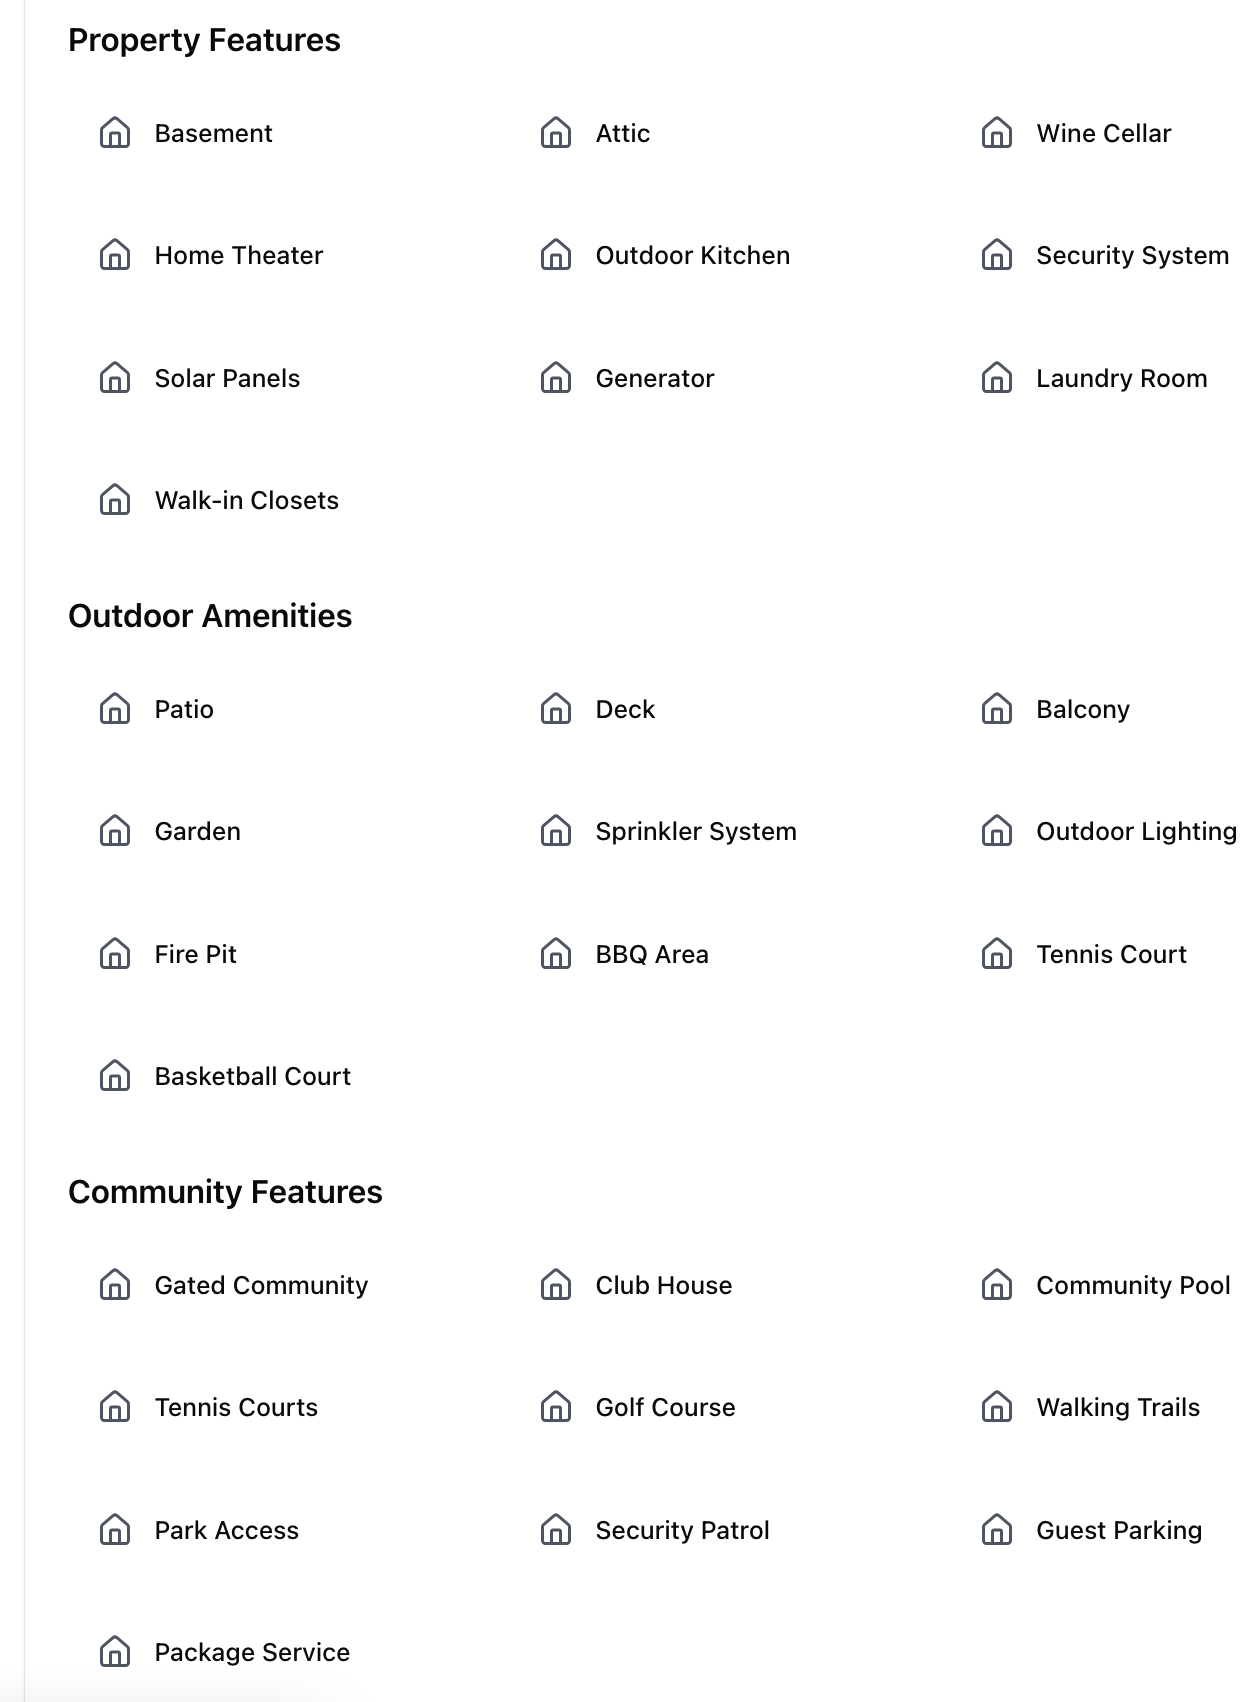 Property Features
Basement
Attic
Wine Cellar
Home Theater
Outdoor Kitchen
Security System
Solar Panels
Generator
Laundry Room
Walk-in Closets
Outdoor Amenities
Patio
Deck
Balcony
Garden
Sprinkler System
Outdoor Lighting
Fire Pit
BBQ Area
Tennis Court
Basketball Court
Community Features
Gated Community
Club House
Community Pool
Tennis Courts
Golf Course
Walking Trails
Park Access
Security Patrol
Guest Parking
Package Service